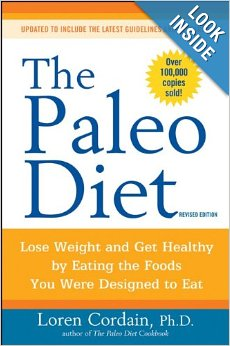 LOOK
INSIDE
UPDATED TO INCLUDE THE LATEST GUIDELINES
Over
100,000
copies
sold!
The
Paleo
Diet
REVISED EDITION
Lose Weight and Get Healthy
by Eating the Foods
You Were Designed to Eat
Loren Cordain, Ph.D.
author of The Paleo Diet Cookbook